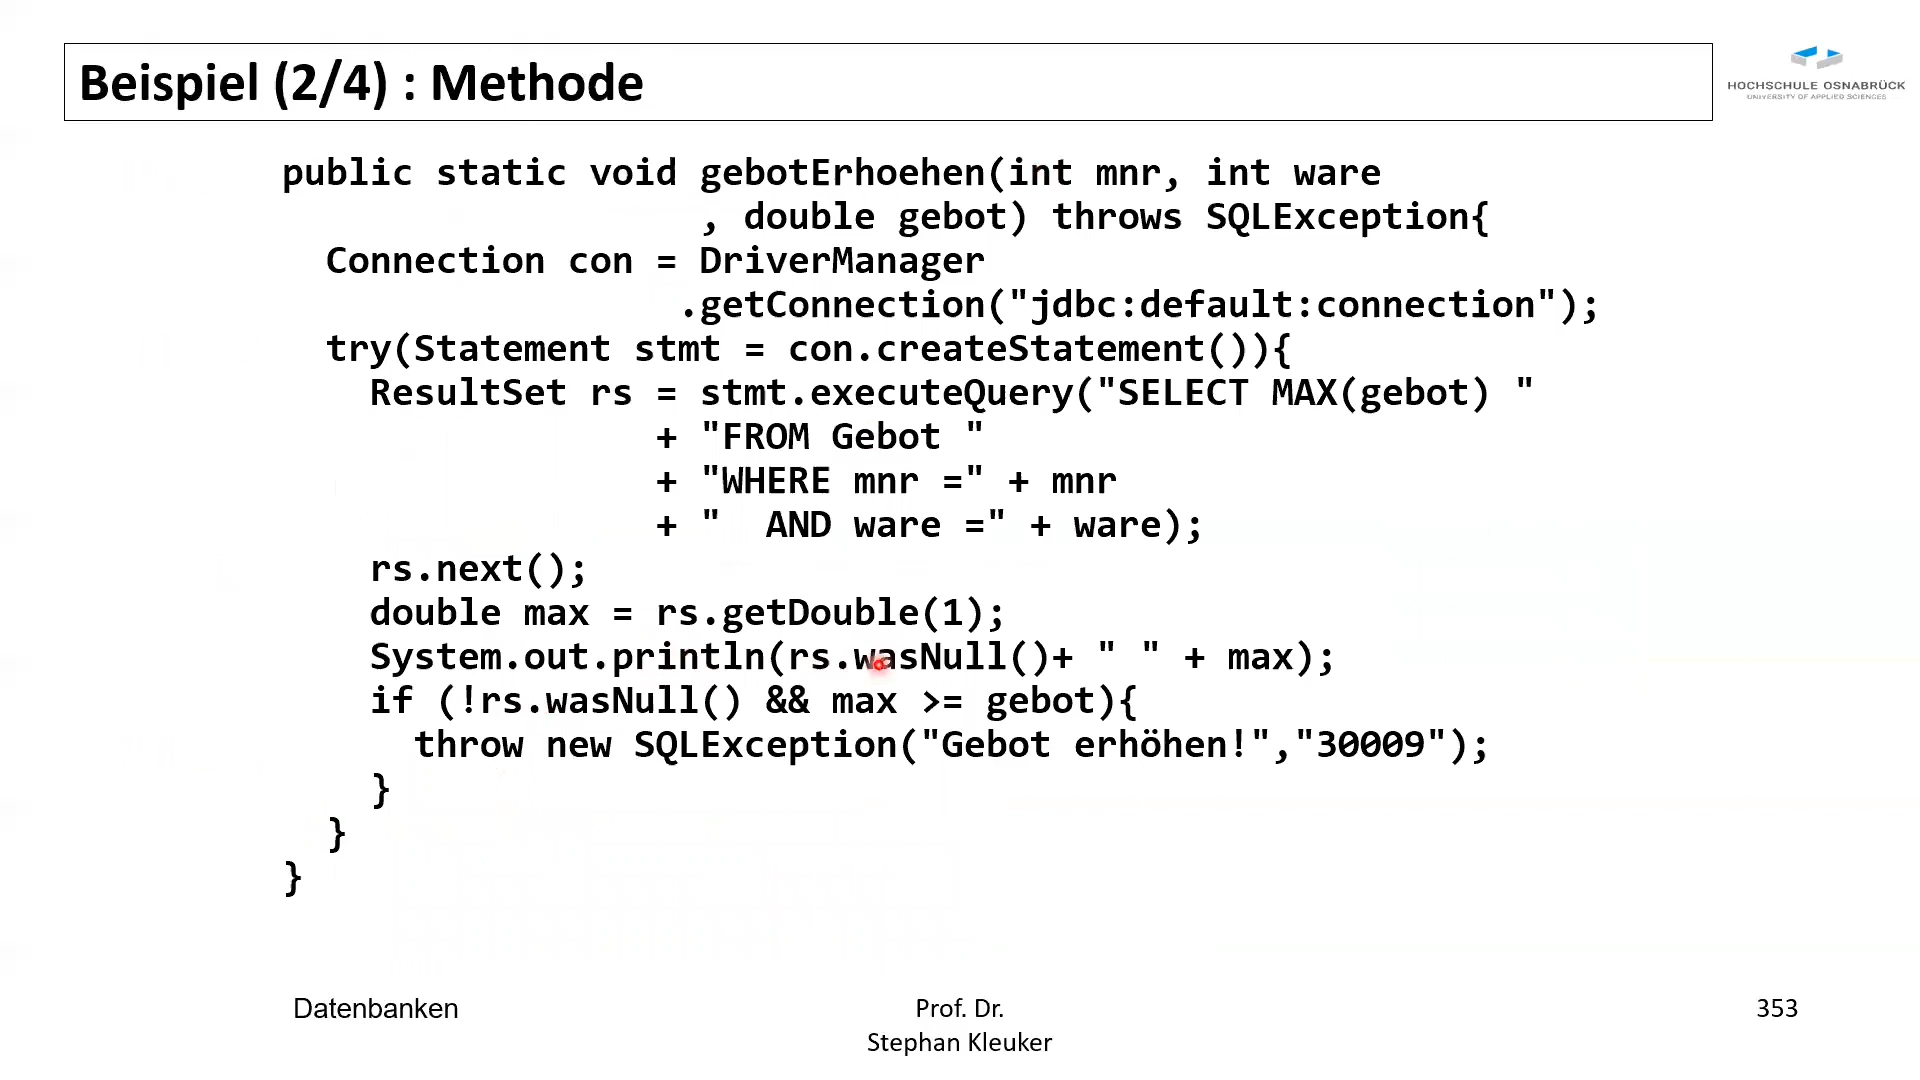 Beispiel (2/4) : Methode
HOCHSCHULE OSNABRÜCK
UNIVERSITY OF APPLIED SCIENCES
public static void gebotErhoehen(int mnr, int ware
, double gebot) throws SQLException{
Connection con = DriverManager
.getConnection("jdbc:default:connection");
try(Statement stmt = con.createStatement()){
ResultSet rs = stmt.executeQuery("SELECT MAX(gebot) "
+ "FROM Gebot "
+ "WHERE mnr =" + mnr
+ "  AND ware =" + ware);
rs.next();
double max = rs.getDouble(1);
System.out.println(rs.wasNull()+ " " + max);
if (!rs.wasNull() && max >= gebot){
throw new SQLException("Gebot erhöhen!","30009");
}
}
}
Datenbanken
Prof. Dr.
Stephan Kleuker
353